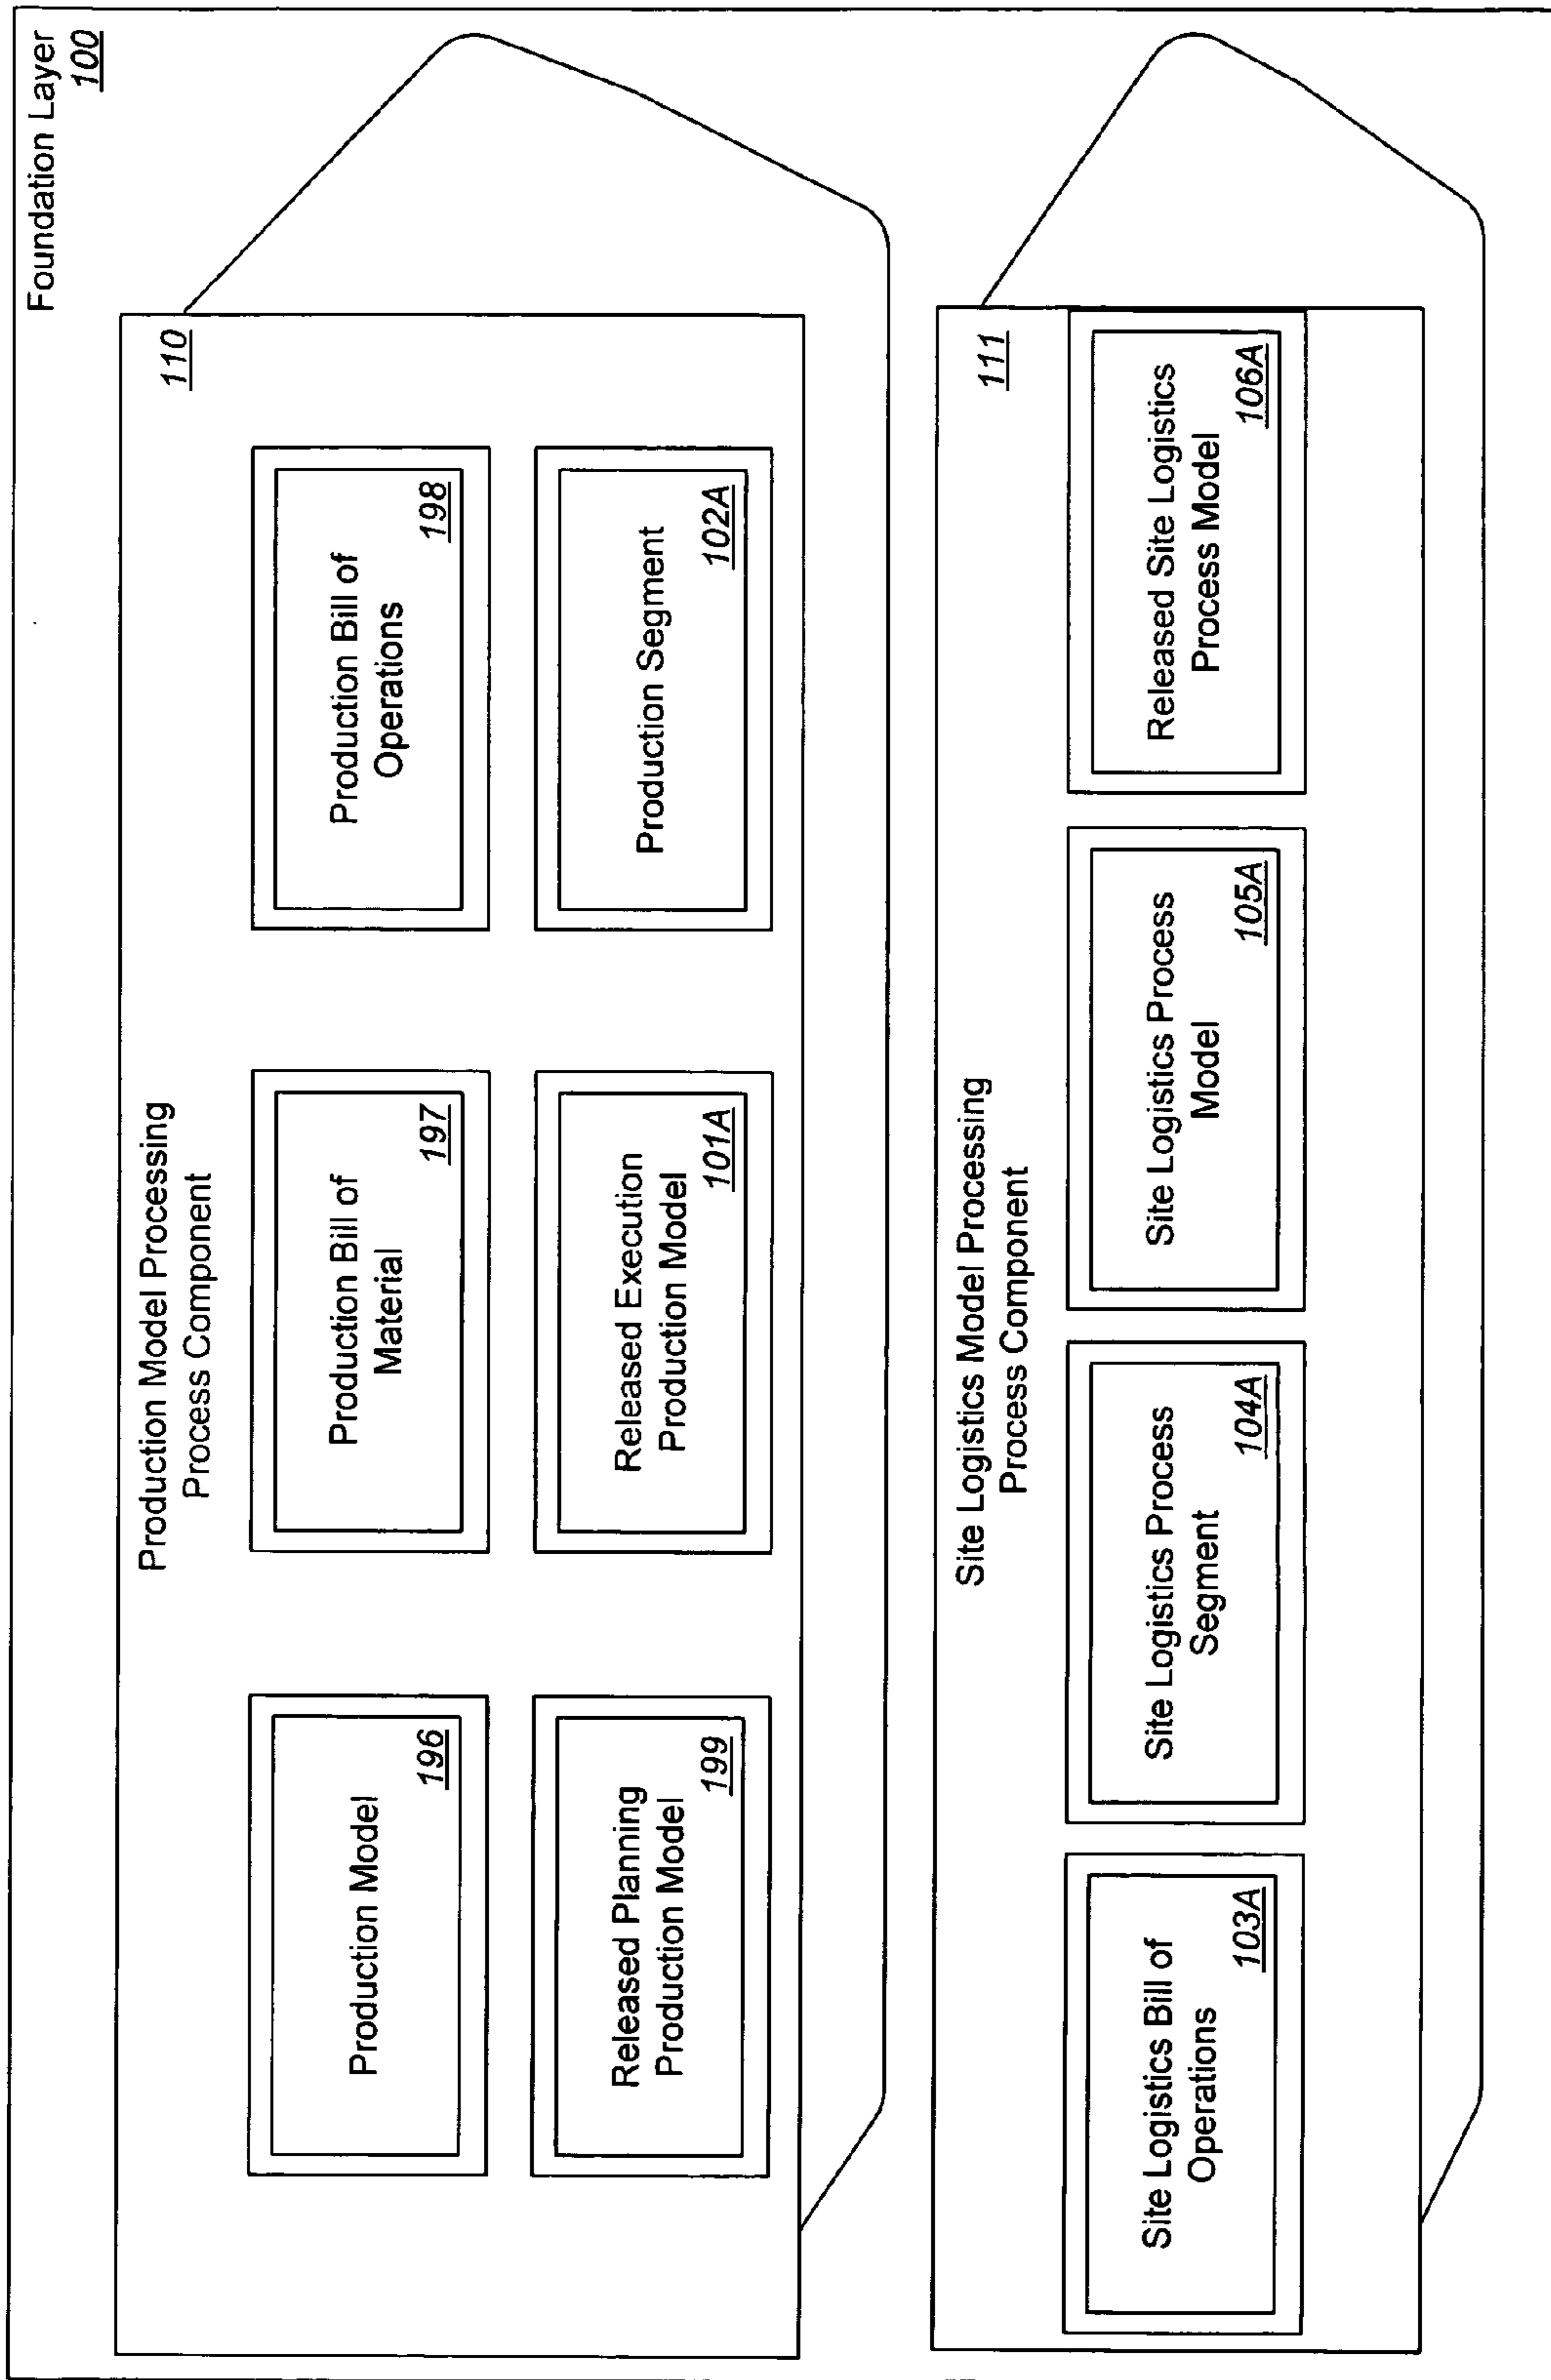 Foundation Layer
100
Production Model Processing
Process Component
110
Production Model
196
Production Bill of
Material
197
Production Bill of
Operations
198
Released Planning
Production Model
199
Released Execution
Production Model
101A
Production Segment
102A
Site Logistics Model Processing
Process Component
111
Site Logistics Bill of
Operations
103A
Site Logistics Process
Segment
104A
Site Logistics Process
Model
105A
Released Site Logistics
Process Model
106A